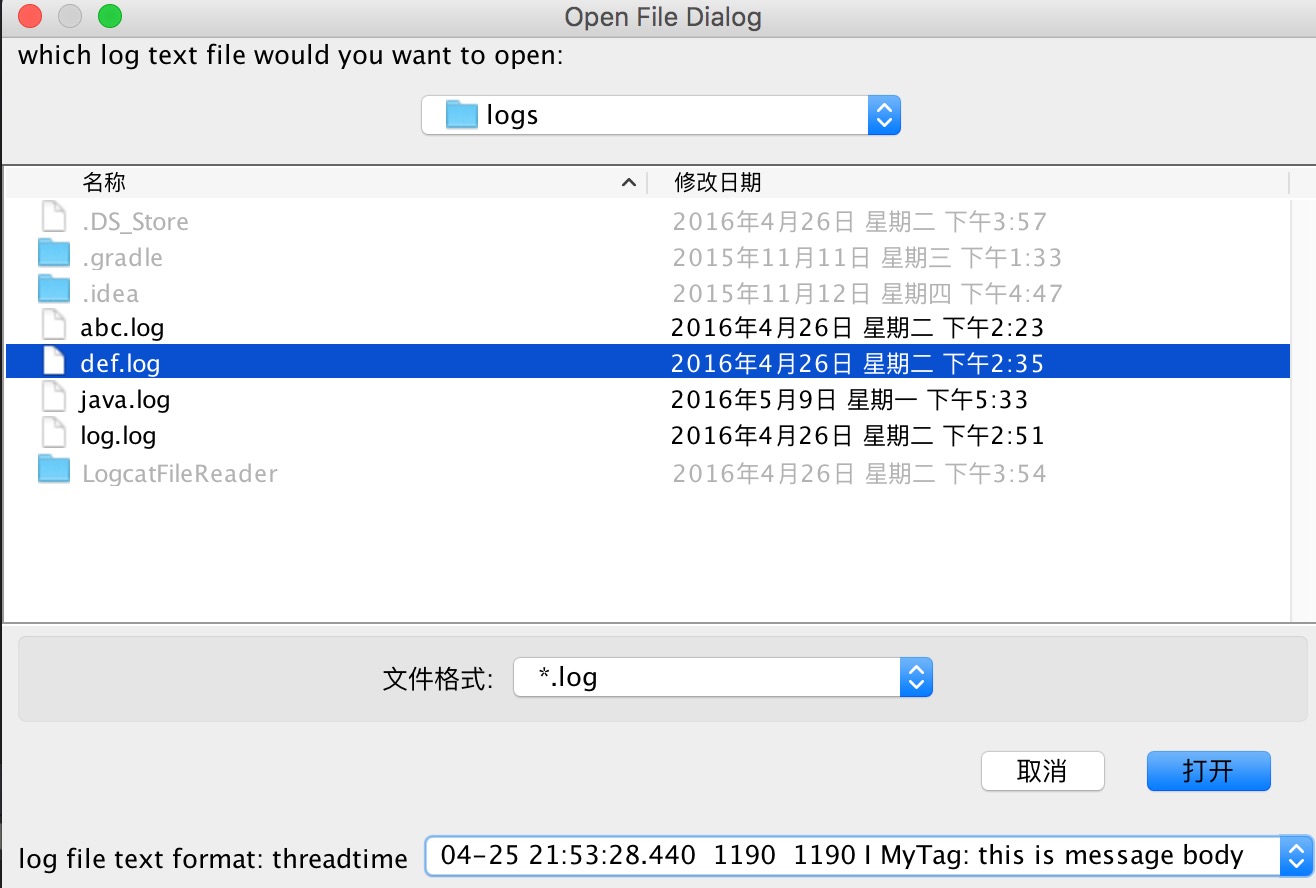 Open File Dialog
which log text file would you want to open:
logs
名称 修改日期
.DS_Store 2016年4月26日 星期二 下午3:57
.gradle 2015年11月11日 星期三 下午1:33
.idea 2015年11月12日 星期四 下午4:47
abc.log 2016年4月26日 星期二 下午2:23
def.log 2016年4月26日 星期二 下午2:35
java.log 2016年5月9日 星期一 下午5:33
log.log 2016年4月26日 星期二 下午2:51
LogcatFileReader 2016年4月26日 星期二 下午3:54
文件格式: *.log
取消 打开
log file text format: threadtime 04-25 21:53:28.440  1190  1190 I MyTag: this is message body